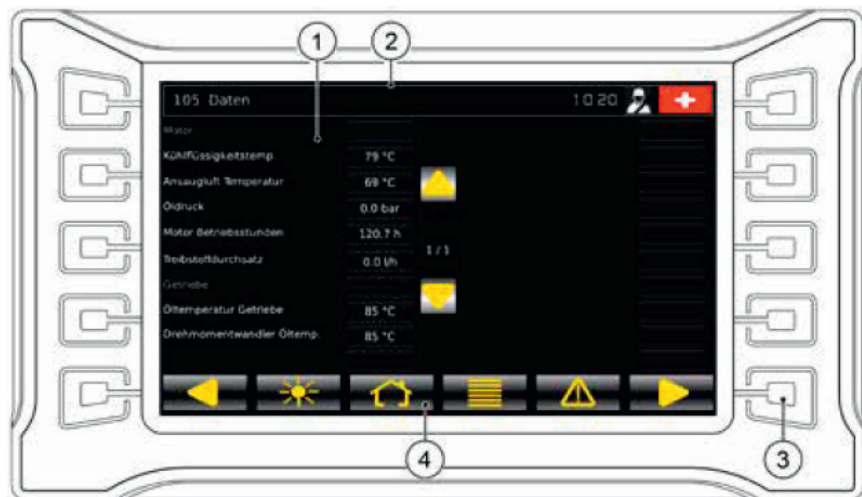 1
2
105 Daten 10 20
Motor
Kühlflüssigkeitstemp. 79 °C
Ansaugluft Temperatur 69 °C
Öldruck 0.0 bar
Motor Betriebsstunden 120.7 h
1 / 1
Treibstoffdurchsatz 0.0 l/h
Getriebe
Öltemperatur Getriebe 85 °C
Drehmomentwandler Öltemp. 85 °C
4
3